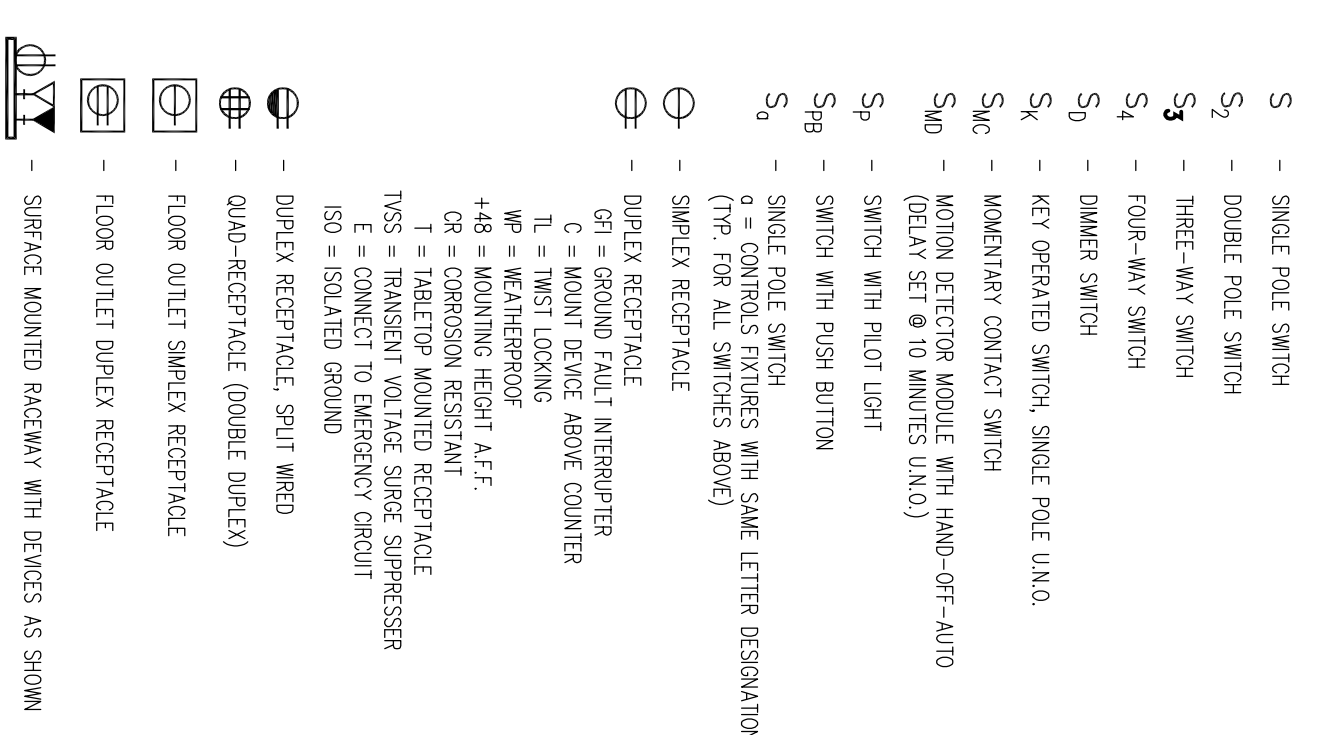 S - SINGLE POLE SWITCH
S2 - DOUBLE POLE SWITCH
S3 - THREE-WAY SWITCH
S4 - FOUR-WAY SWITCH
SD - DIMMER SWITCH
SK - KEY OPERATED SWITCH, SINGLE POLE U.N.O.
SMC - MOMENTARY CONTACT SWITCH
SMD - MOTION DETECTOR MODULE WITH HAND-OFF-AUTO
(DELAY SET @ 10 MINUTES U.N.O.)
SP - SWITCH WITH PILOT LIGHT
SPB - SWITCH WITH PUSH BUTTON
Sa - SINGLE POLE SWITCH
a = CONTROLS FIXTURES WITH SAME LETTER DESIGNATION
(TYP. FOR ALL SWITCHES ABOVE)
- SIMPLEX RECEPTACLE
- DUPLEX RECEPTACLE
GFI = GROUND FAULT INTERRUPTER
C = MOUNT DEVICE ABOVE COUNTER
TL = TWIST LOCKING
WP = WEATHERPROOF
+48 = MOUNTING HEIGHT A.F.F.
CR = CORROSION RESISTANT
T = TABLETOP MOUNTED RECEPTACLE
TVSS = TRANSIENT VOLTAGE SURGE SUPPRESSER
E = CONNECT TO EMERGENCY CIRCUIT
ISO = ISOLATED GROUND
- DUPLEX RECEPTACLE, SPLIT WIRED
- QUAD-RECEPTACLE (DOUBLE DUPLEX)
- FLOOR OUTLET SIMPLEX RECEPTACLE
- FLOOR OUTLET DUPLEX RECEPTACLE
- SURFACE MOUNTED RACEWAY WITH DEVICES AS SHOWN